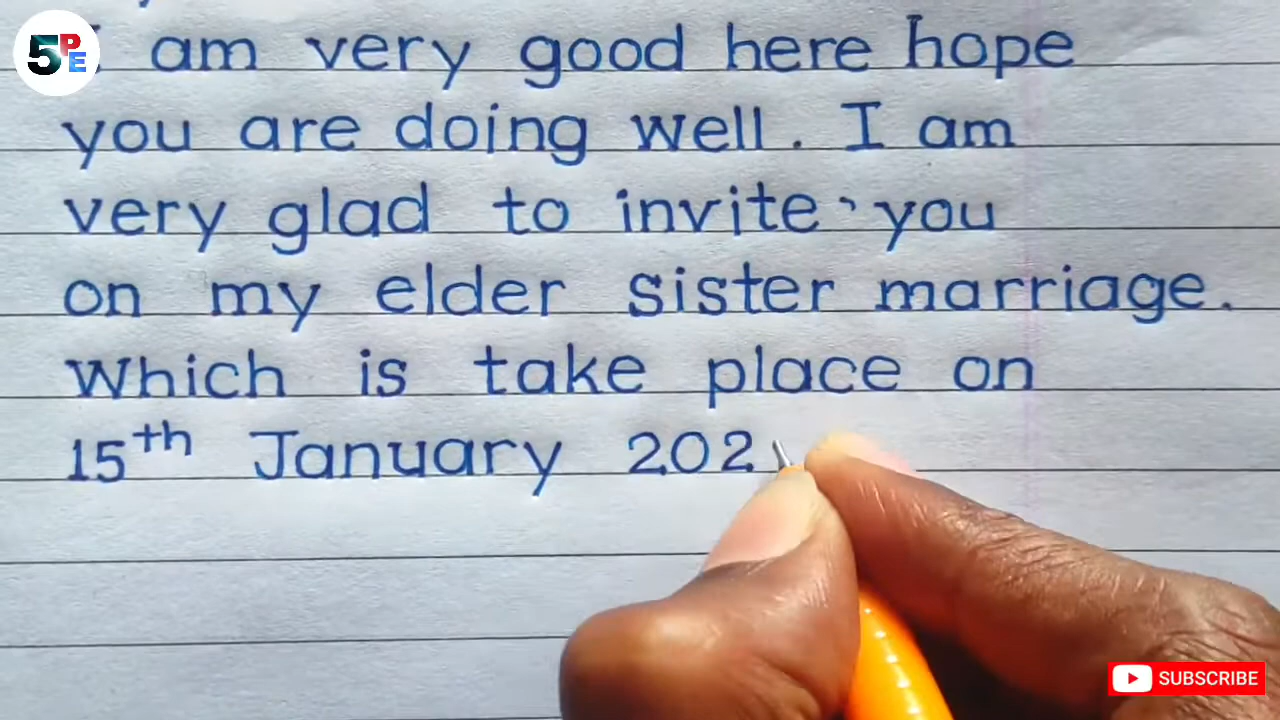 5PE
I am very good here hope
you are doing well. I am
very glad to invite you
on my elder sister marriage.
Which is take place on
15th January 202
SUBSCRIBE